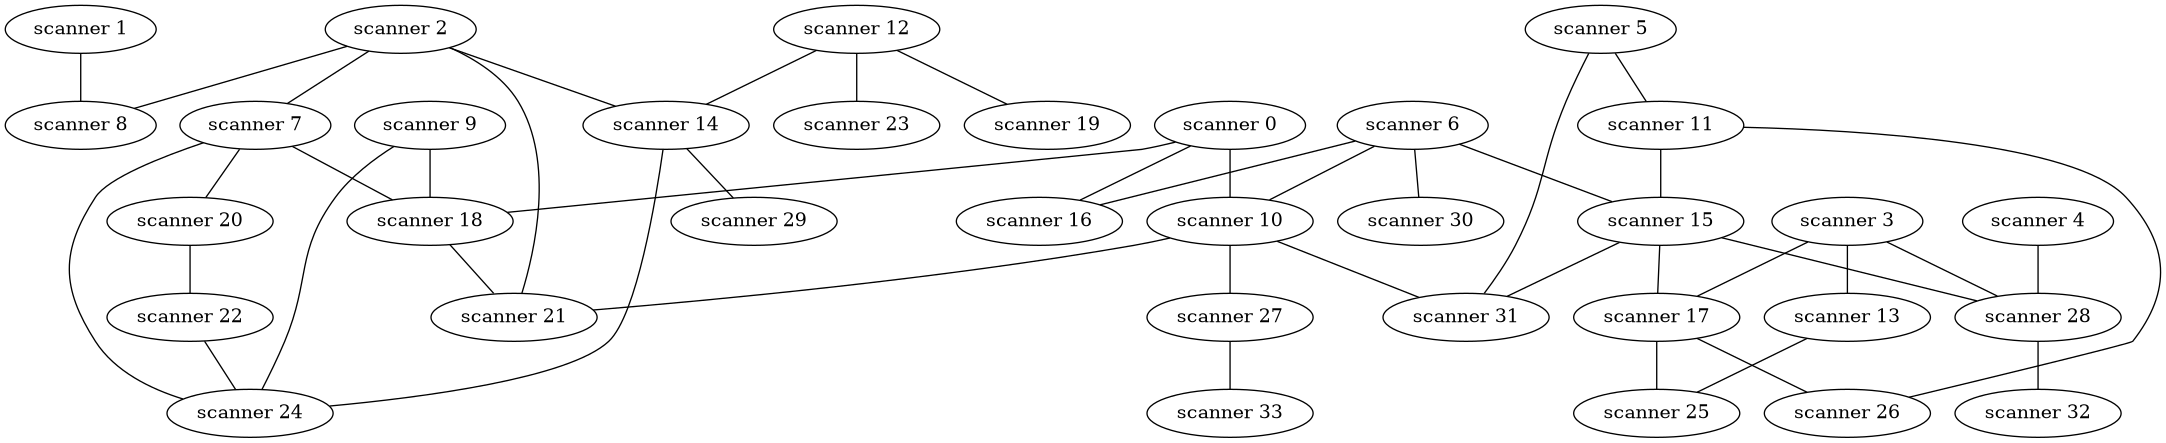 scanner 1
scanner 2
scanner 12
scanner 5
scanner 8
scanner 7
scanner 9
scanner 14
scanner 23
scanner 19
scanner 0
scanner 6
scanner 11
scanner 20
scanner 18
scanner 29
scanner 16
scanner 10
scanner 30
scanner 15
scanner 3
scanner 4
scanner 22
scanner 21
scanner 27
scanner 31
scanner 17
scanner 13
scanner 28
scanner 24
scanner 33
scanner 25
scanner 26
scanner 32